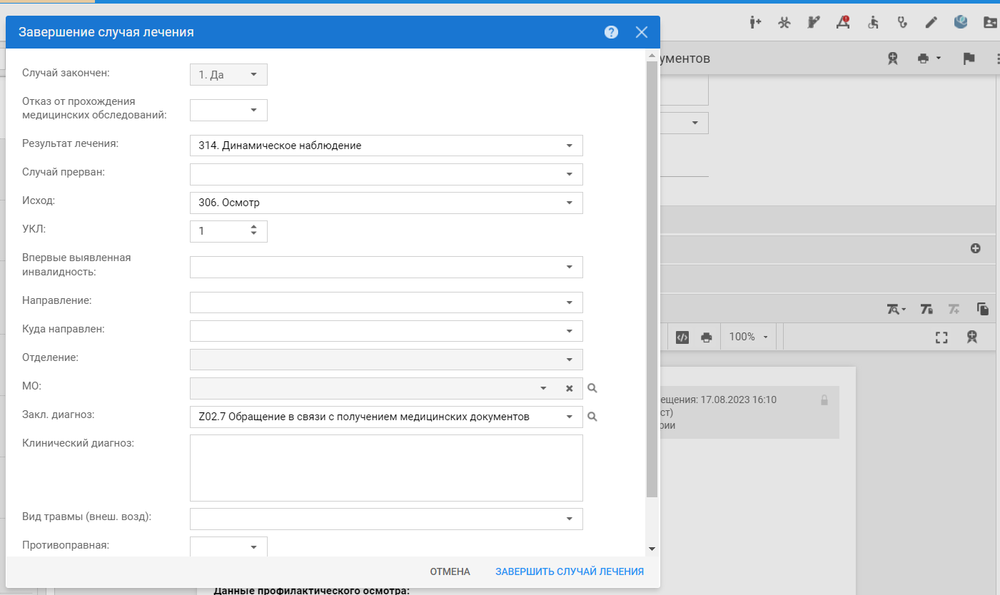 Завершение случая лечения
ументов
Случай закончен:
1. Да
Отказ от прохождения
медицинских обследований:
Результат лечения:
314. Динамическое наблюдение
Случай прерван:
Исход:
306. Осмотр
УКЛ:
1
Впервые выявленная
инвалидность:
Направление:
Куда направлен:
100%
Отделение:
МО:
ещения: 17.08.2023 16:10
ст)
рии
Закл. диагноз:
Z02.7 Обращение в связи с получением медицинских документов
Клинический диагноз:
Вид травмы (внеш. возд):
Противоправная:
ОТМЕНА
ЗАВЕРШИТЬ СЛУЧАЙ ЛЕЧЕНИЯ
Данные профилактического осмотра: